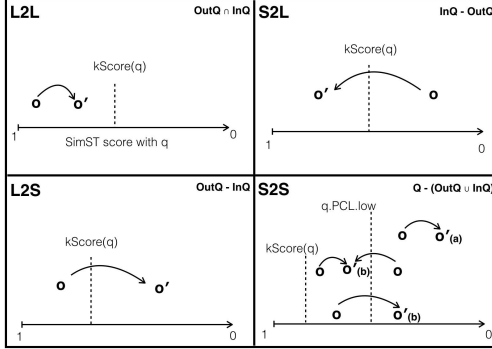 L2L
OutQ ∩ InQ
kScore(q)
o
o′
1
0
SimST score with q
S2L
InQ - OutQ
kScore(q)
o′
o
1
0
L2S
OutQ - InQ
kScore(q)
o
o′
1
0
S2S
Q - (OutQ ∪ InQ)
q.PCL.low
o
o′(a)
kScore(q)
o
o′(b)
o
o
o′(b)
1
0